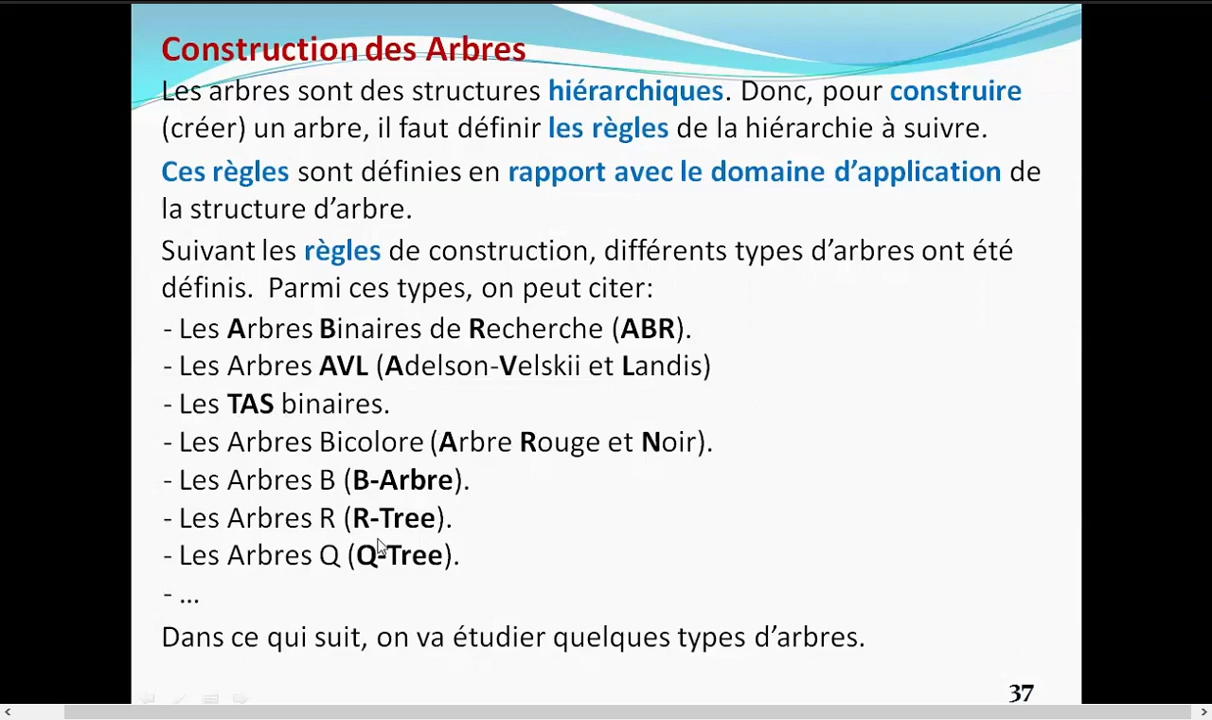 Construction des Arbres
Les arbres sont des structures hiérarchiques. Donc, pour construire
(créer) un arbre, il faut définir les règles de la hiérarchie à suivre.
Ces règles sont définies en rapport avec le domaine d’application de
la structure d’arbre.
Suivant les règles de construction, différents types d’arbres ont été
définis. Parmi ces types, on peut citer:
- Les Arbres Binaires de Recherche (ABR).
- Les Arbres AVL (Adelson-Velskii et Landis)
- Les TAS binaires.
- Les Arbres Bicolore (Arbre Rouge et Noir).
- Les Arbres B (B-Arbre).
- Les Arbres R (R-Tree).
- Les Arbres Q (Q-Tree).
- ...
Dans ce qui suit, on va étudier quelques types d’arbres.
37